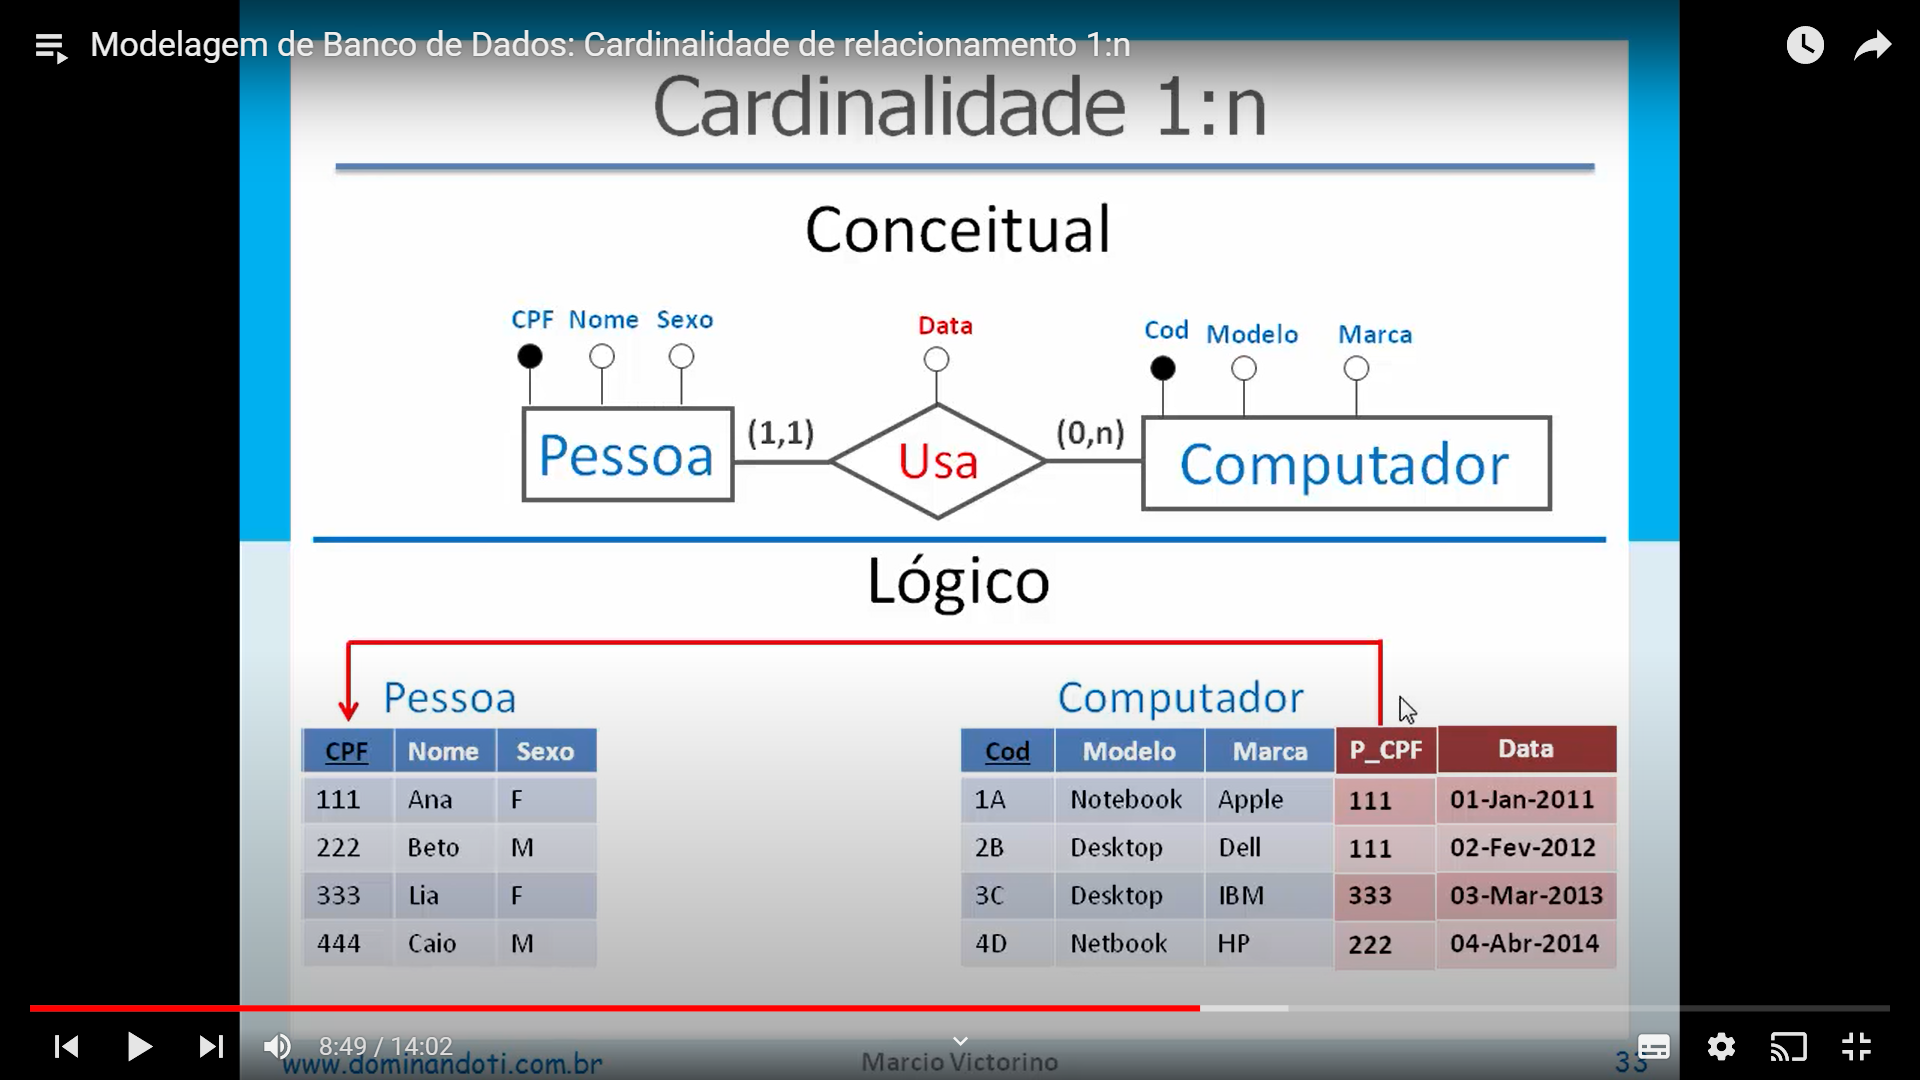 Modelagem de Banco de Dados: Cardinalidade de relacionamento 1:n
Cardinalidade 1:n
Conceitual
CPF Nome Sexo Data Cod Modelo Marca
Pessoa (1,1) Usa (0,n) Computador
Lógico
Pessoa Computador
CPF Nome Sexo Cod Modelo Marca P_CPF Data
111 Ana F 1A Notebook Apple 111 01-Jan-2011
222 Beto M 2B Desktop Dell 111 02-Fev-2012
333 Lia F 3C Desktop IBM 333 03-Mar-2013
444 Caio M 4D Netbook HP 222 04-Abr-2014
8:49 / 14:02
www.dominandoti.com.br Marcio Victorino 33